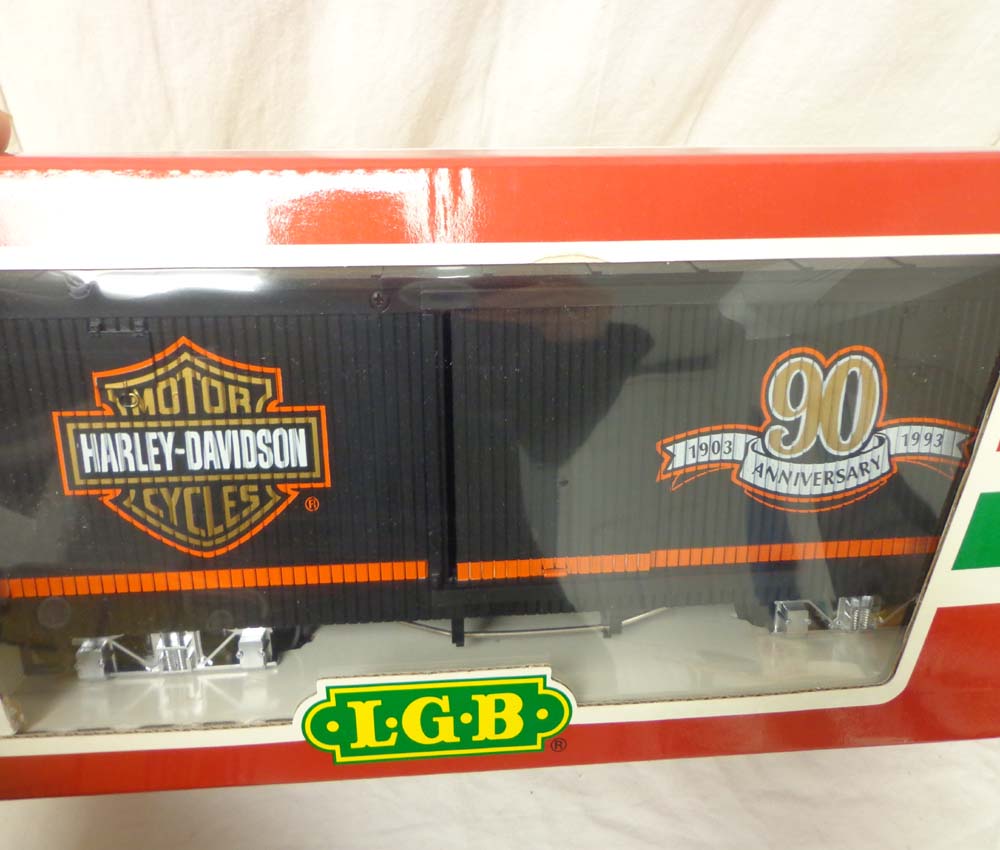 MOTOR
HARLEY-DAVIDSON
CYCLES
®
90
1903 1993
ANNIVERSARY
L·G·B
®